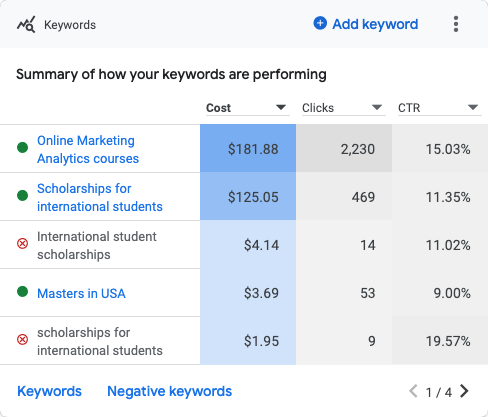 Keywords
Add keyword
Summary of how your keywords are performing
Cost Clicks CTR
Online Marketing
Analytics courses
$181.88 2,230 15.03%
Scholarships for
international students
$125.05 469 11.35%
International student
scholarships
$4.14 14 11.02%
Masters in USA $3.69 53 9.00%
scholarships for
international students
$1.95 9 19.57%
Keywords Negative keywords 1 / 4